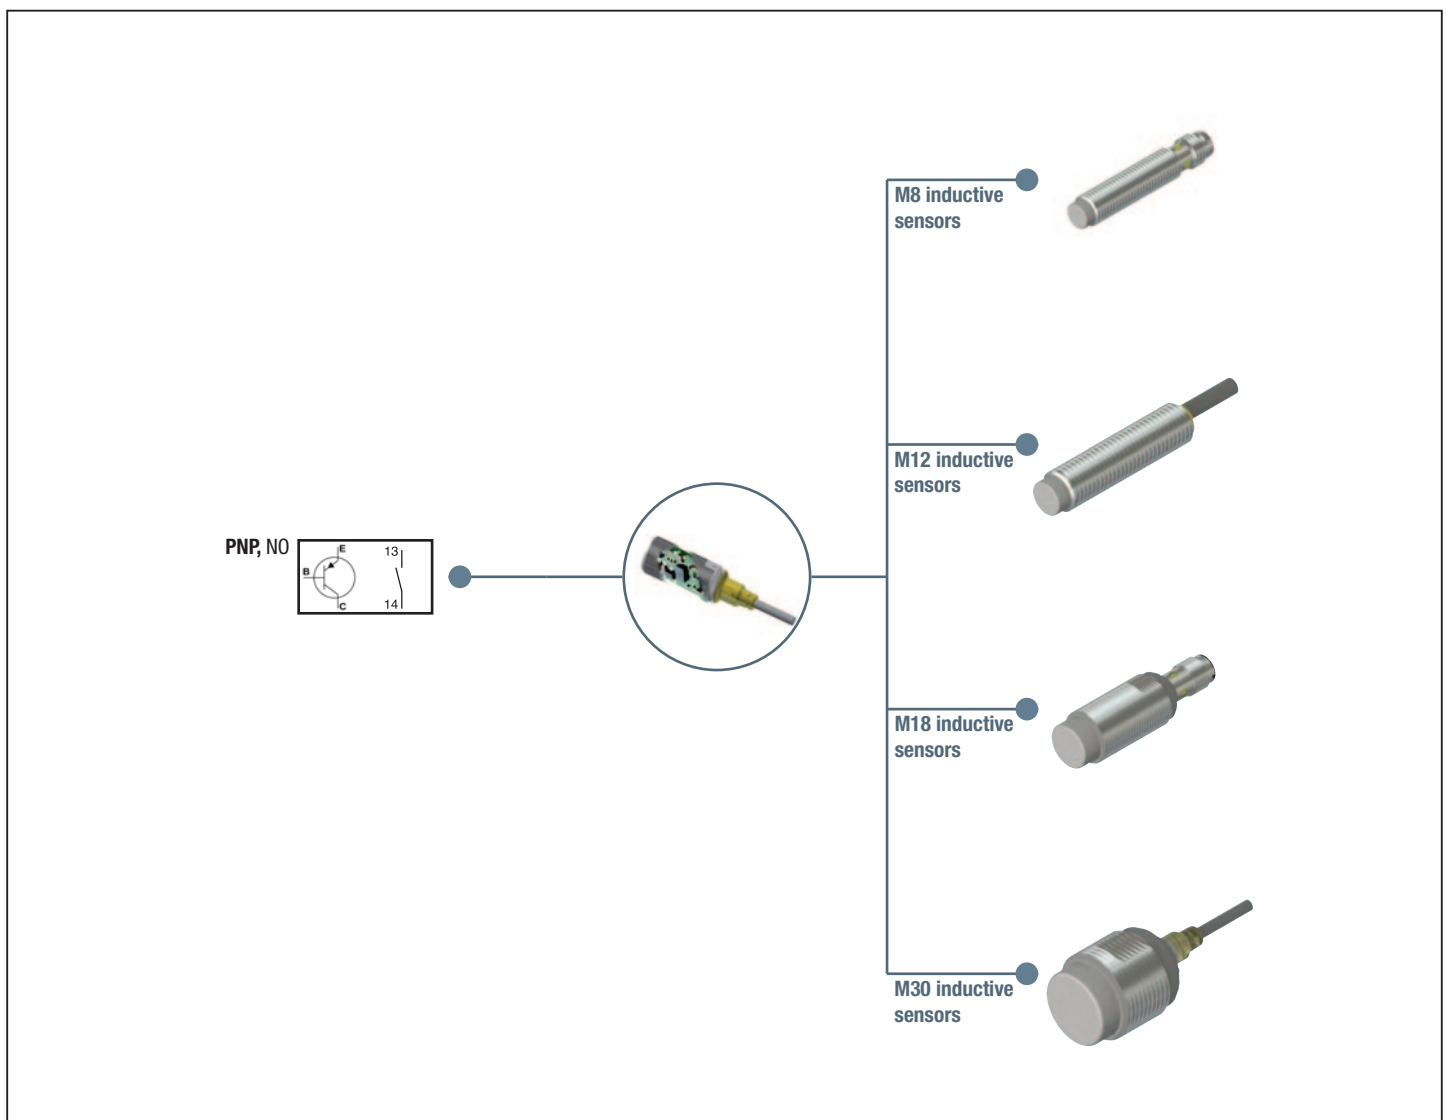 M8 inductive
sensors
M12 inductive
sensors
PNP, NO
E
13
B
C
14
M18 inductive
sensors
M30 inductive
sensors